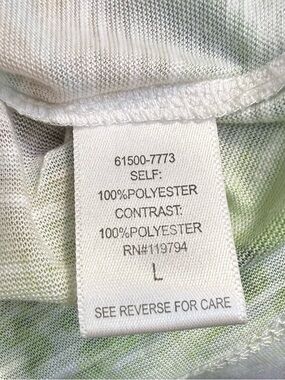 61500-7773
SELF:
100%POLYESTER
CONTRAST:
100%POLYESTER
RN#119794
L
SEE REVERSE FOR CARE